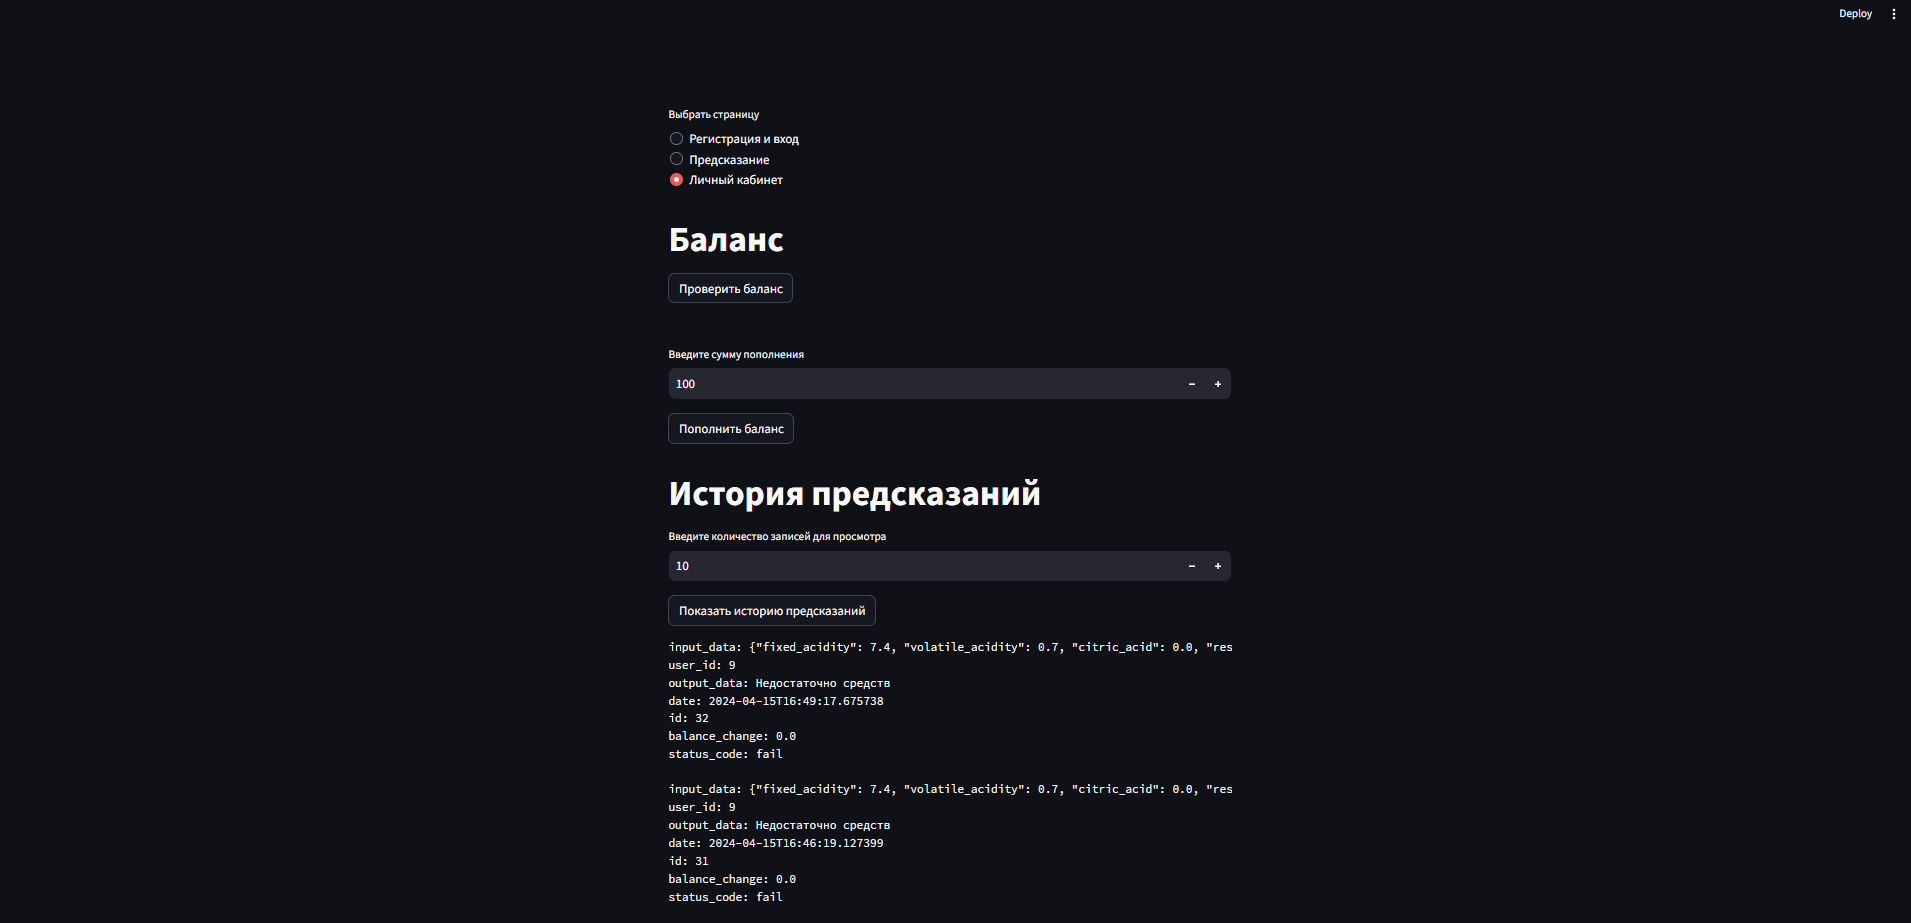 Deploy
Выбрать страницу
Регистрация и вход
Предсказание
Личный кабинет
Баланс
Проверить баланс
Введите сумму пополнения
100
Пополнить баланс
История предсказаний
Введите количество записей для просмотра
10
Показать историю предсказаний
input_data: {"fixed_acidity": 7.4, "volatile_acidity": 0.7, "citric_acid": 0.0, "res
user_id: 9
output_data: Недостаточно средств
date: 2024-04-15T16:49:17.675738
id: 32
balance_change: 0.0
status_code: fail
input_data: {"fixed_acidity": 7.4, "volatile_acidity": 0.7, "citric_acid": 0.0, "res
user_id: 9
output_data: Недостаточно средств
date: 2024-04-15T16:46:19.127399
id: 31
balance_change: 0.0
status_code: fail